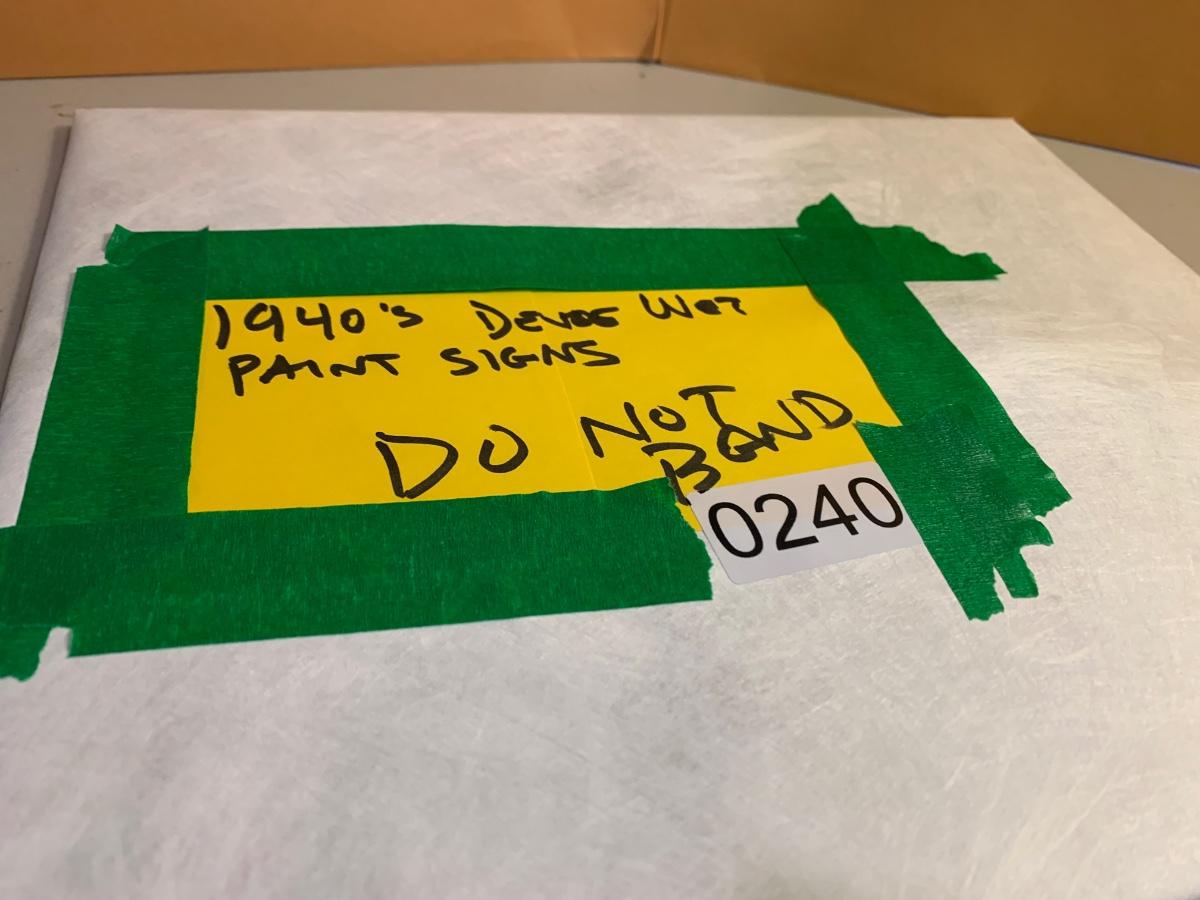 1940's Devoe Wet
PAINT SIGNS
DO NOT
BEND
0240